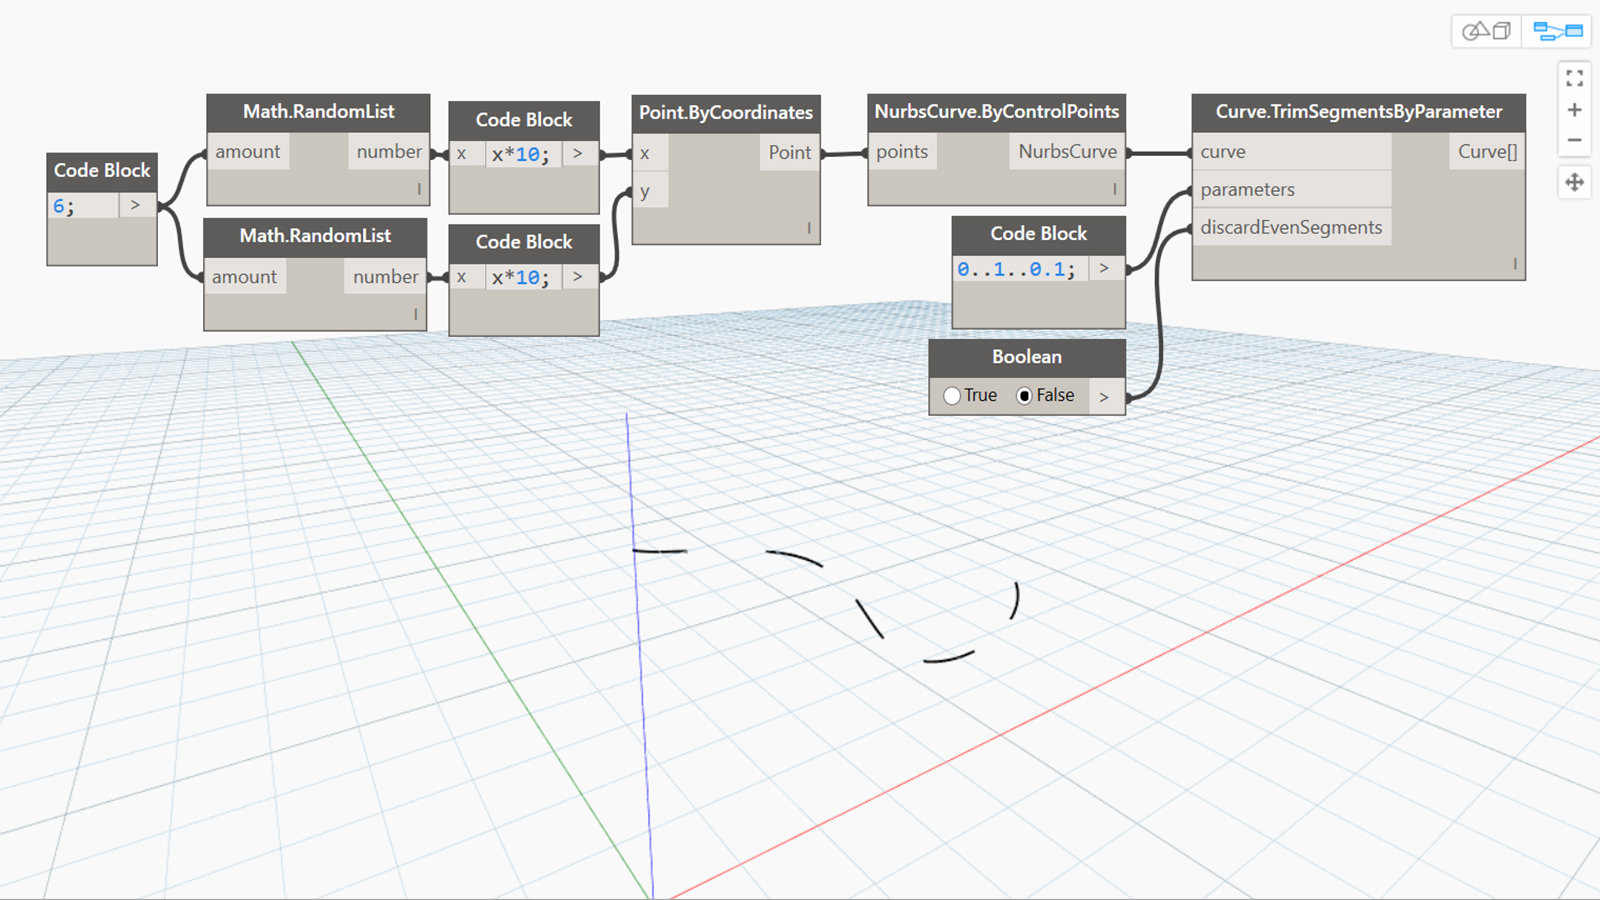 Code Block
6; >
Math.RandomList
amount number
l
Math.RandomList
amount number
l
Code Block
x x*10; >
Code Block
x x*10; >
Point.ByCoordinates
x Point
y
l
NurbsCurve.ByControlPoints
points NurbsCurve
l
Code Block
0..1..0.1; >
Boolean
True False >
Curve.TrimSegmentsByParameter
curve Curve[]
parameters
discardEvenSegments
l